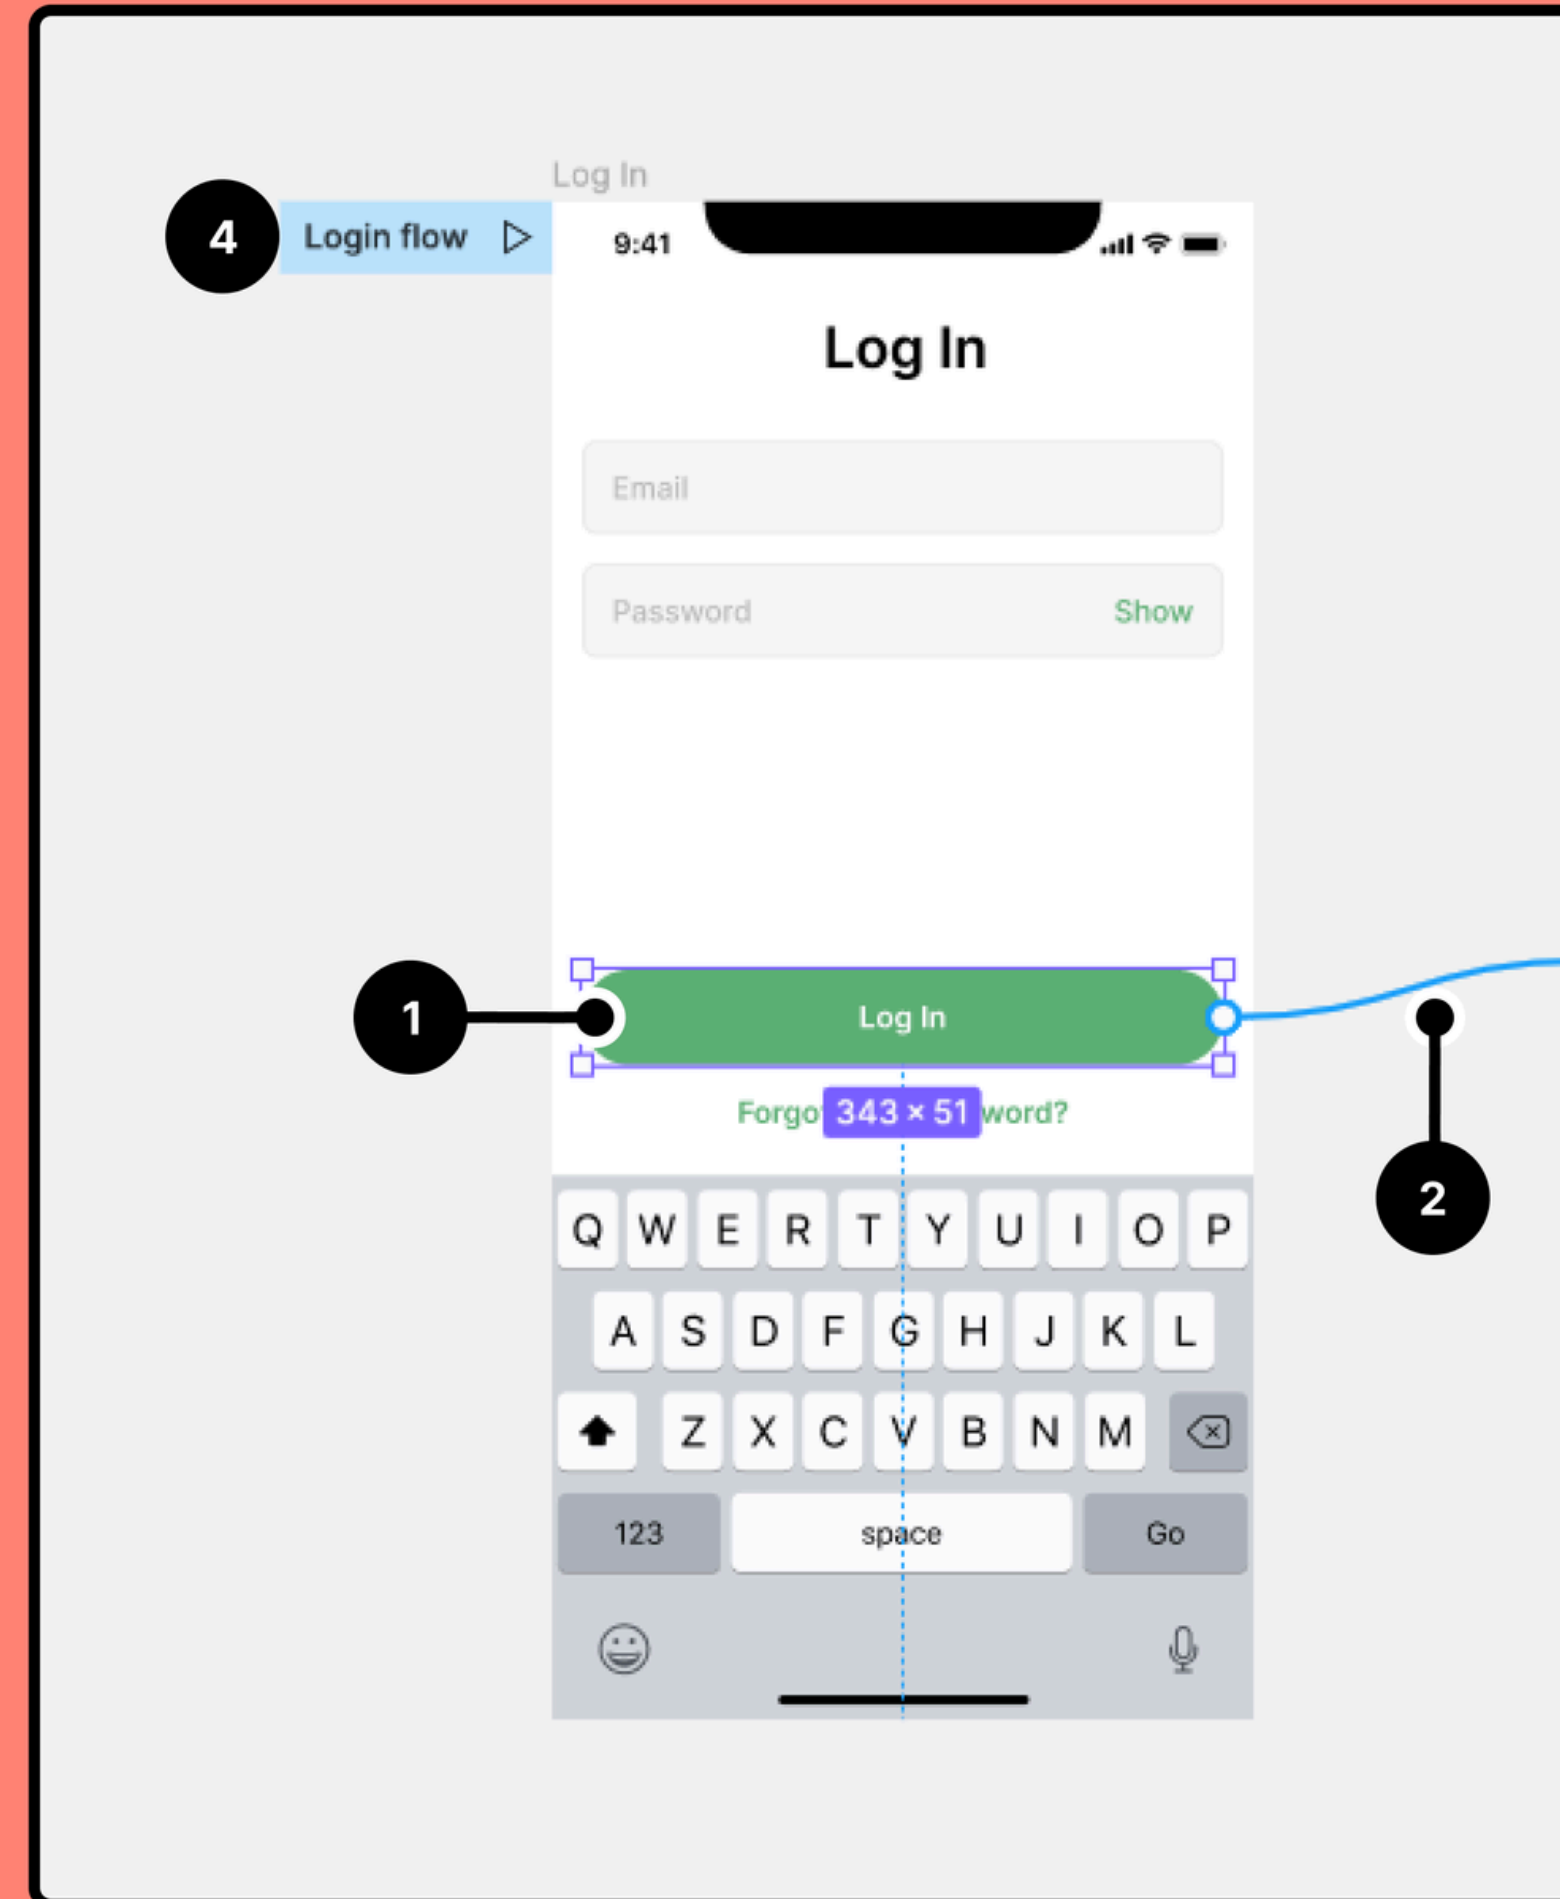 Log In
4 Login flow
9:41
Log In
Email
Password Show
1 Log In
Forgo 343 × 51 word?
2
Q W E R T Y U I O P
A S D F G H J K L
Z X C V B N M
123 space Go